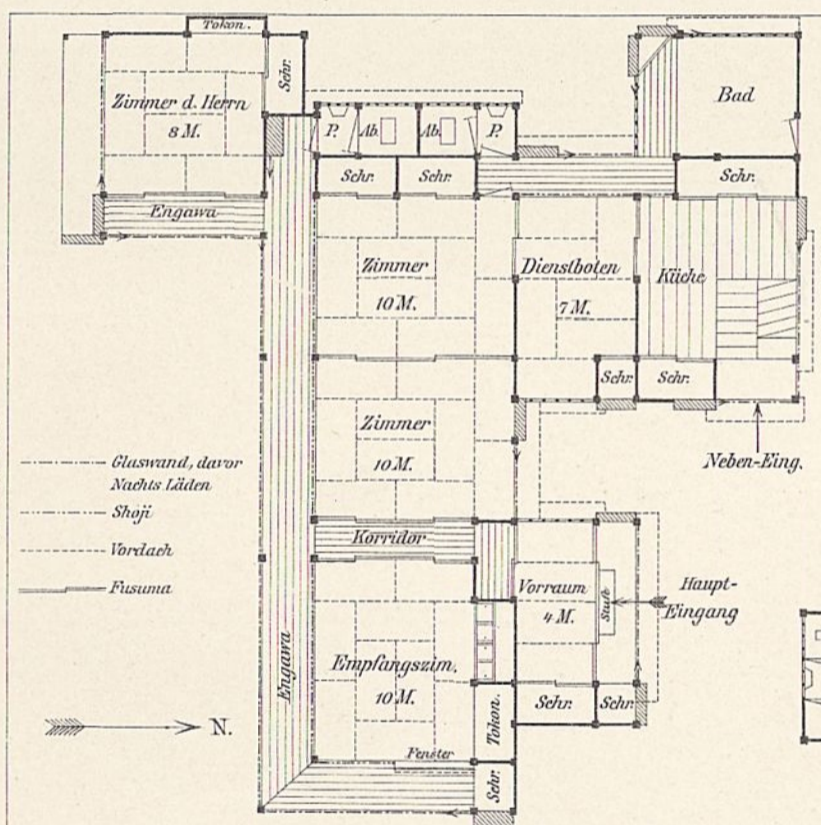 Tokon.
Schr.
Zimmer d. Herrn
8 M.
P.
Ab.
Ab.
P.
Bad
Schr.
Schr.
Schr.
Engawa
Zimmer
10 M.
Dienstboten
7 M.
Küche
Schr.
Schr.
Zimmer
10 M.
Neben-Eing.
Glaswand, davor
Nachts Läden
Shoji
Vordach
Fusuma
Korridor
Vorraum
4 M.
Stufe
Haupt-
Eingang
Engawa
Empfangszim.
10 M.
Tokon.
Schr.
Schr.
N.
Fenster
Schr.